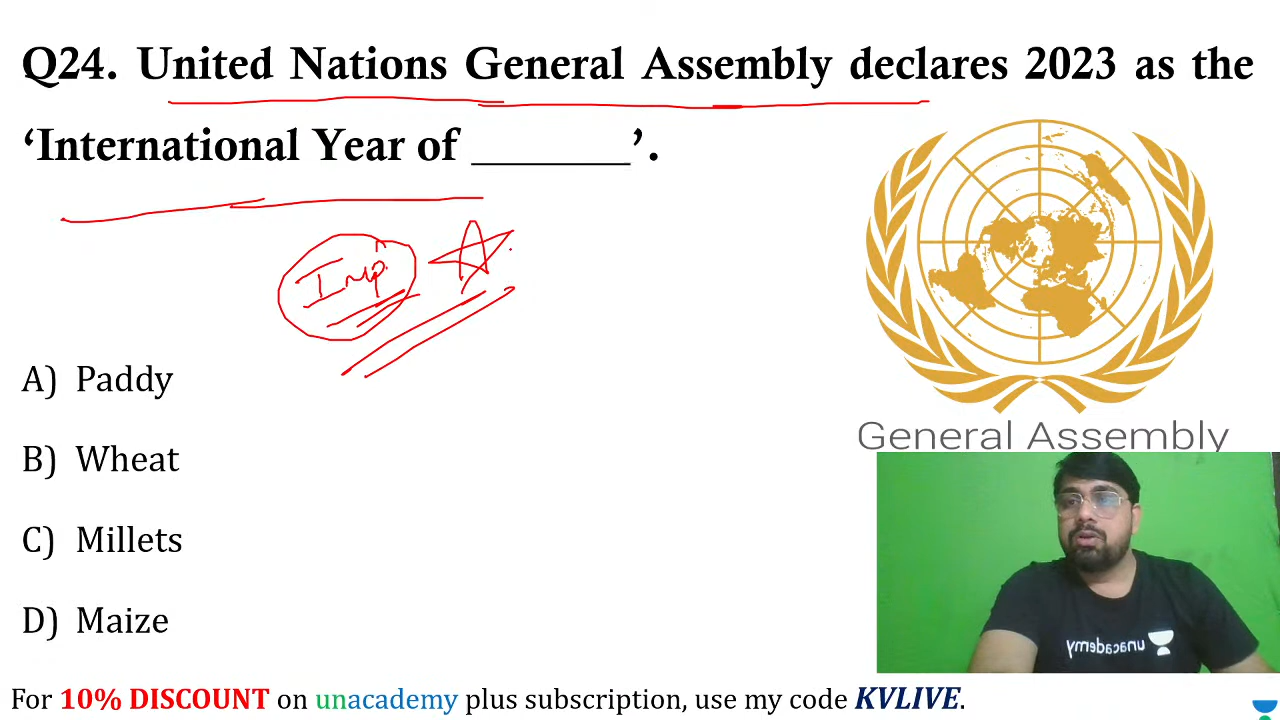 Q24. United Nations General Assembly declares 2023 as the
‘International Year of _______’.
Imp
A) Paddy
B) Wheat
C) Millets
D) Maize
General Assembly
unacademy
For 10% DISCOUNT on unacademy plus subscription, use my code KVLIVE.